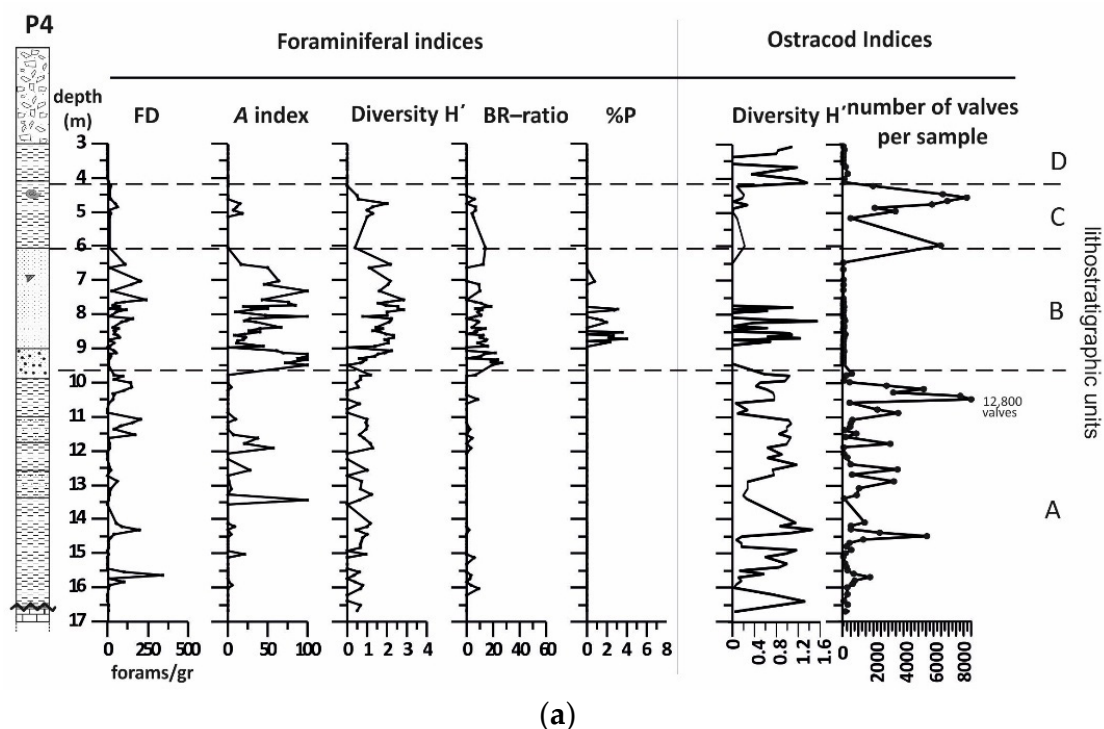 P4
Foraminiferal indices
Ostracod Indices
depth
(m)
FD
A index
Diversity H´
BR–ratio
%P
Diversity H´
number of valves
per sample
3
4
5
6
7
8
9
10
11
12
13
14
15
16
17
D
C
B
A
lithostratigraphic units
12,800
valves
0 250 500
forams/gr
0 50 100
0 1 2 3 4
0 20 40 60
0 2 4 6 8
0 0.4 0.8 1.2 1.6
0 2000 4000 6000 8000
(a)